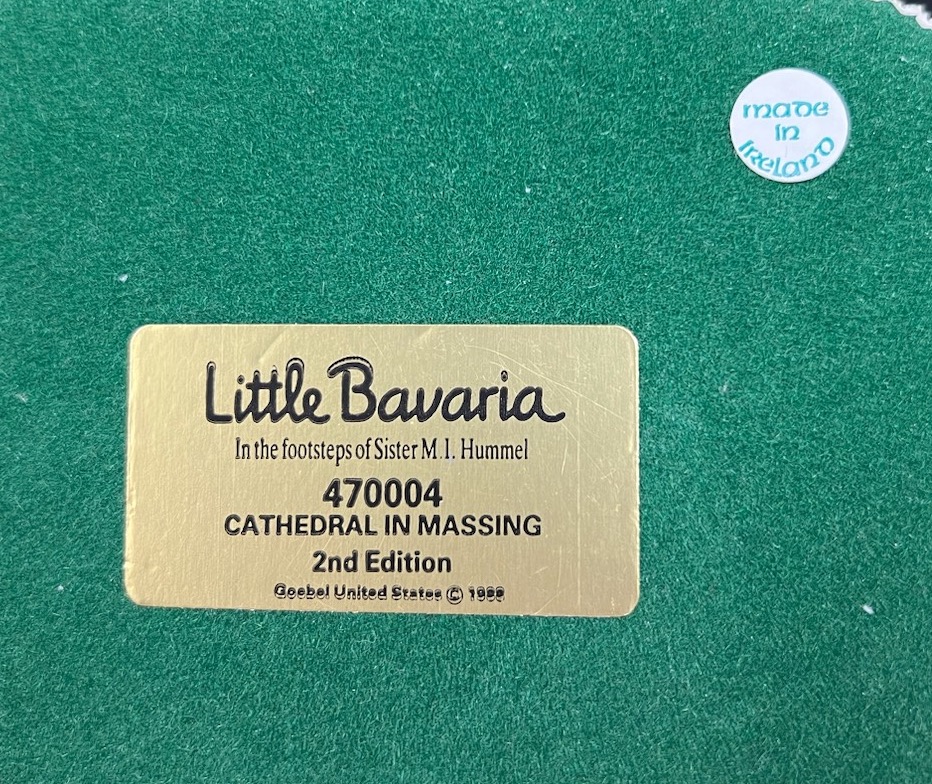 made
in
Ireland
Little Bavaria
In the footsteps of Sister M.I. Hummel
470004
CATHEDRAL IN MASSING
2nd Edition
Goebel United States ©